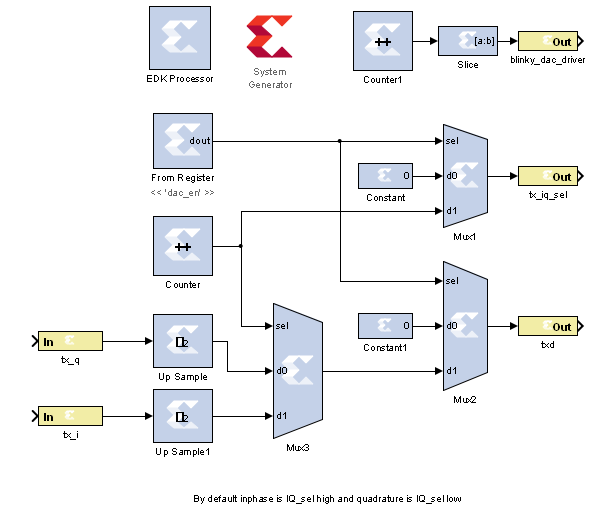 EDK Processor
System
Generator
++
Counter1
[a:b]
Slice
Out
blinky_dac_driver
dout
From Register
<< 'dac_en' >>
sel
d0
d1
Mux1
0
Constant
Out
tx_iq_sel
++
Counter
sel
d0
d1
Mux2
0
Constant1
Out
txd
In
tx_q
2
Up Sample
sel
d0
d1
Mux3
In
tx_i
2
Up Sample1
By default inphase is IQ_sel high and quadrature is IQ_sel low